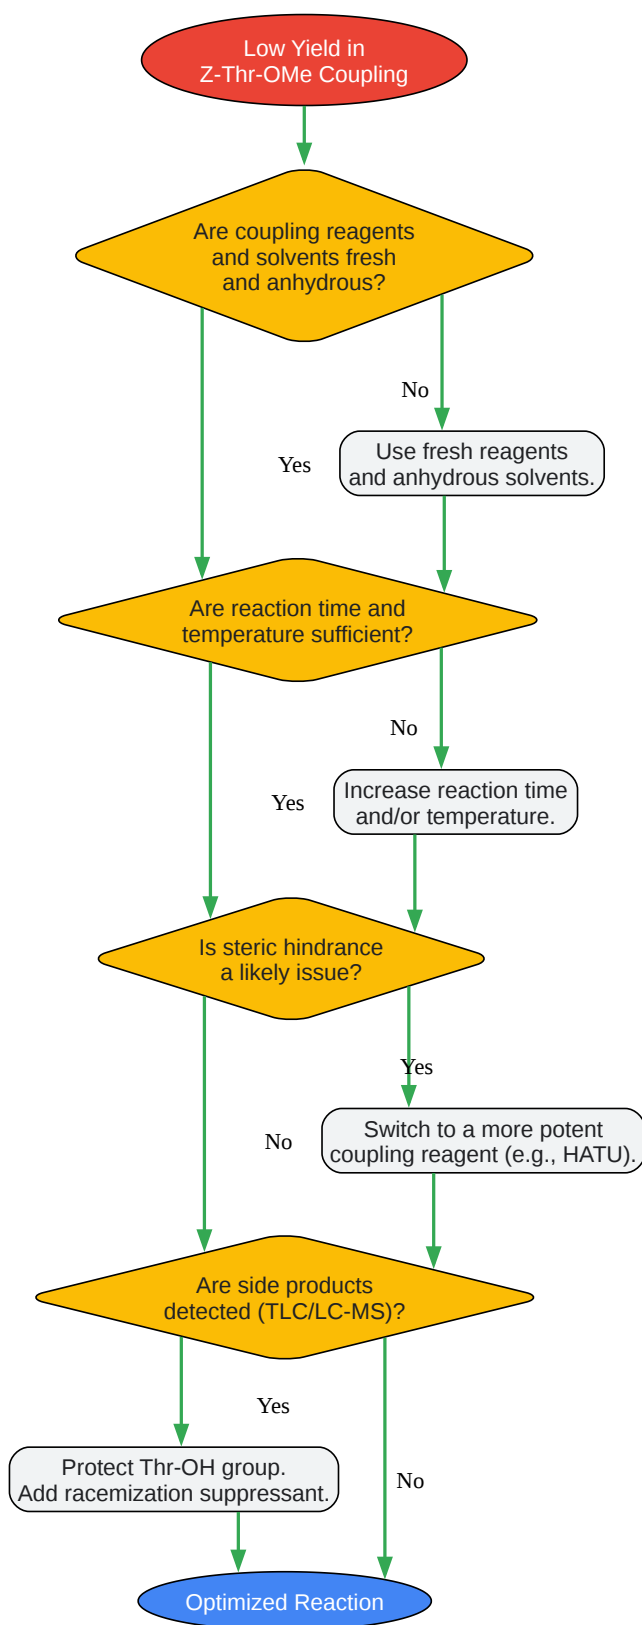 Low Yield in
Z-Thr-OMe Coupling
Are coupling reagents
and solvents fresh
and anhydrous?
No
Yes
Use fresh reagents
and anhydrous solvents.
Are reaction time and
temperature sufficient?
No
Yes
Increase reaction time
and/or temperature.
Is steric hindrance
a likely issue?
Yes
No
Switch to a more potent
coupling reagent (e.g., HATU).
Are side products
detected (TLC/LC-MS)?
Yes
Protect Thr-OH group.
Add racemization suppressant.
No
Optimized Reaction